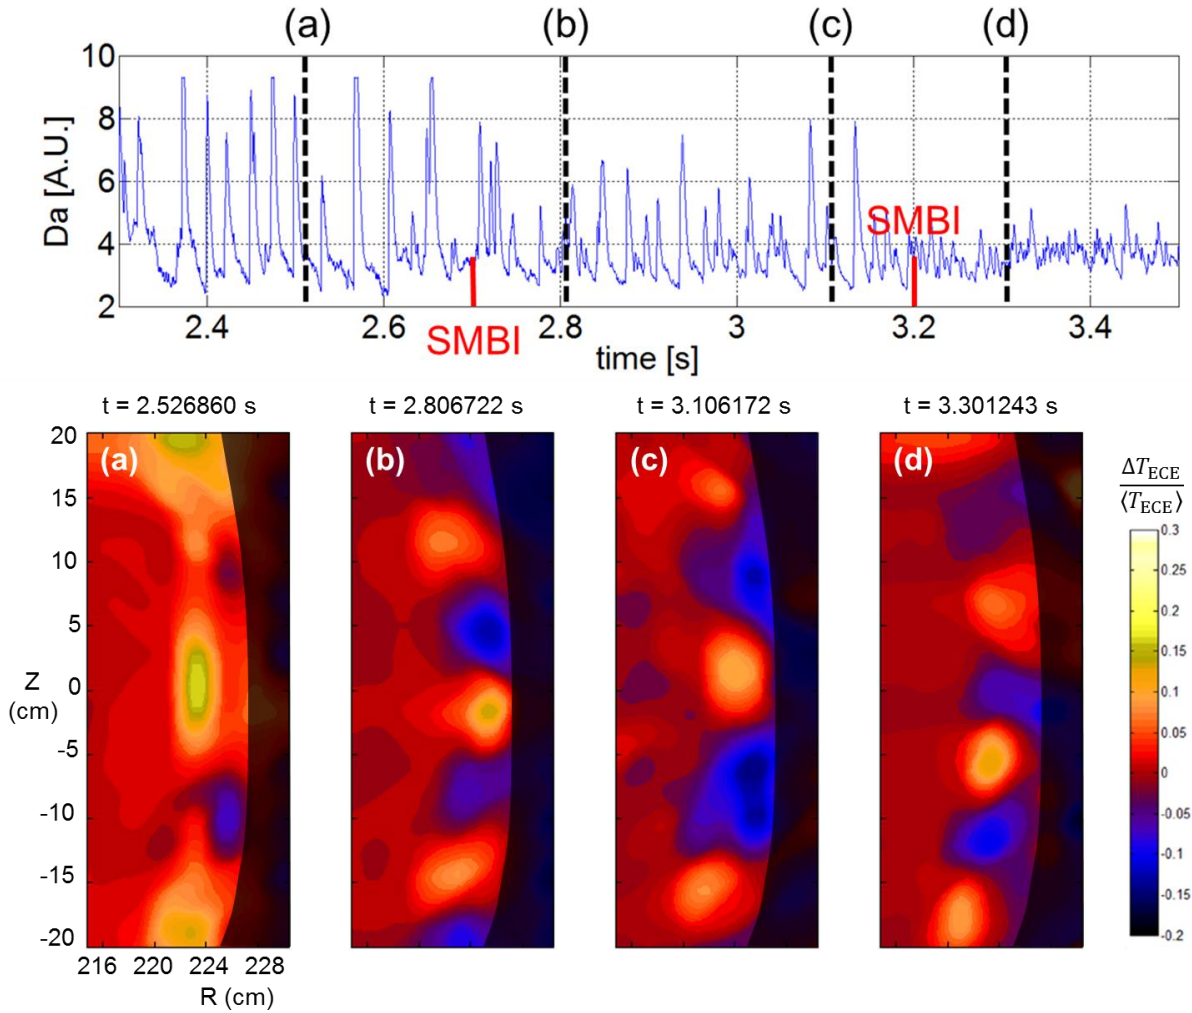 (a) (b) (c) (d)
10
8
6
4
2
Da [A.U.]
SMBI
2.4 2.6 2.8 3 3.2 3.4
SMBI
time [s]
t = 2.526860 s t = 2.806722 s t = 3.106172 s t = 3.301243 s
(a) (b) (c) (d)
20
15
10
5
0
-5
-10
-15
-20
Z
(cm)
216 220 224 228
R (cm)
ΔT_ECE
⟨T_ECE⟩
0.3
0.25
0.2
0.15
0.1
0.05
0
-0.05
-0.1
-0.15
-0.2